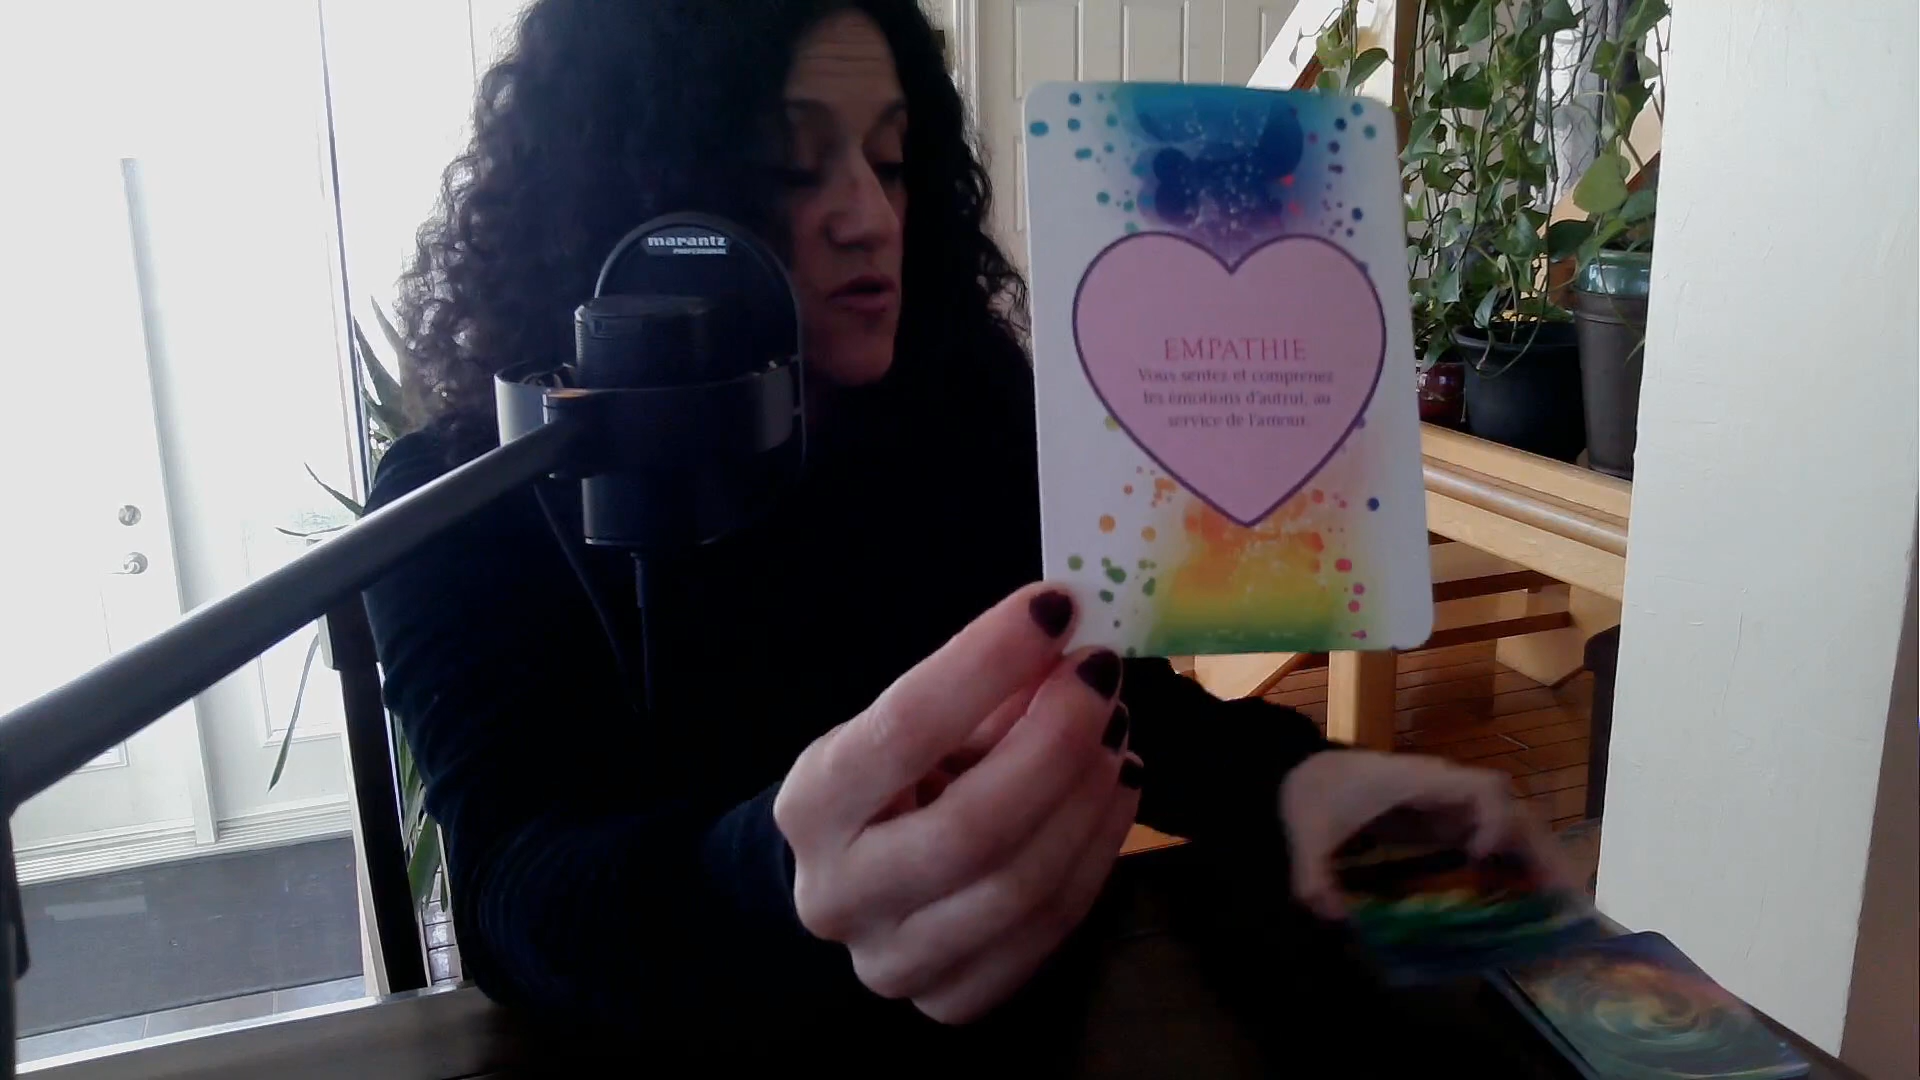 marantz
PROFESSIONAL
EMPATHIE
Vous sentez et comprenez
les émotions d'autrui, au
service de l'amour.